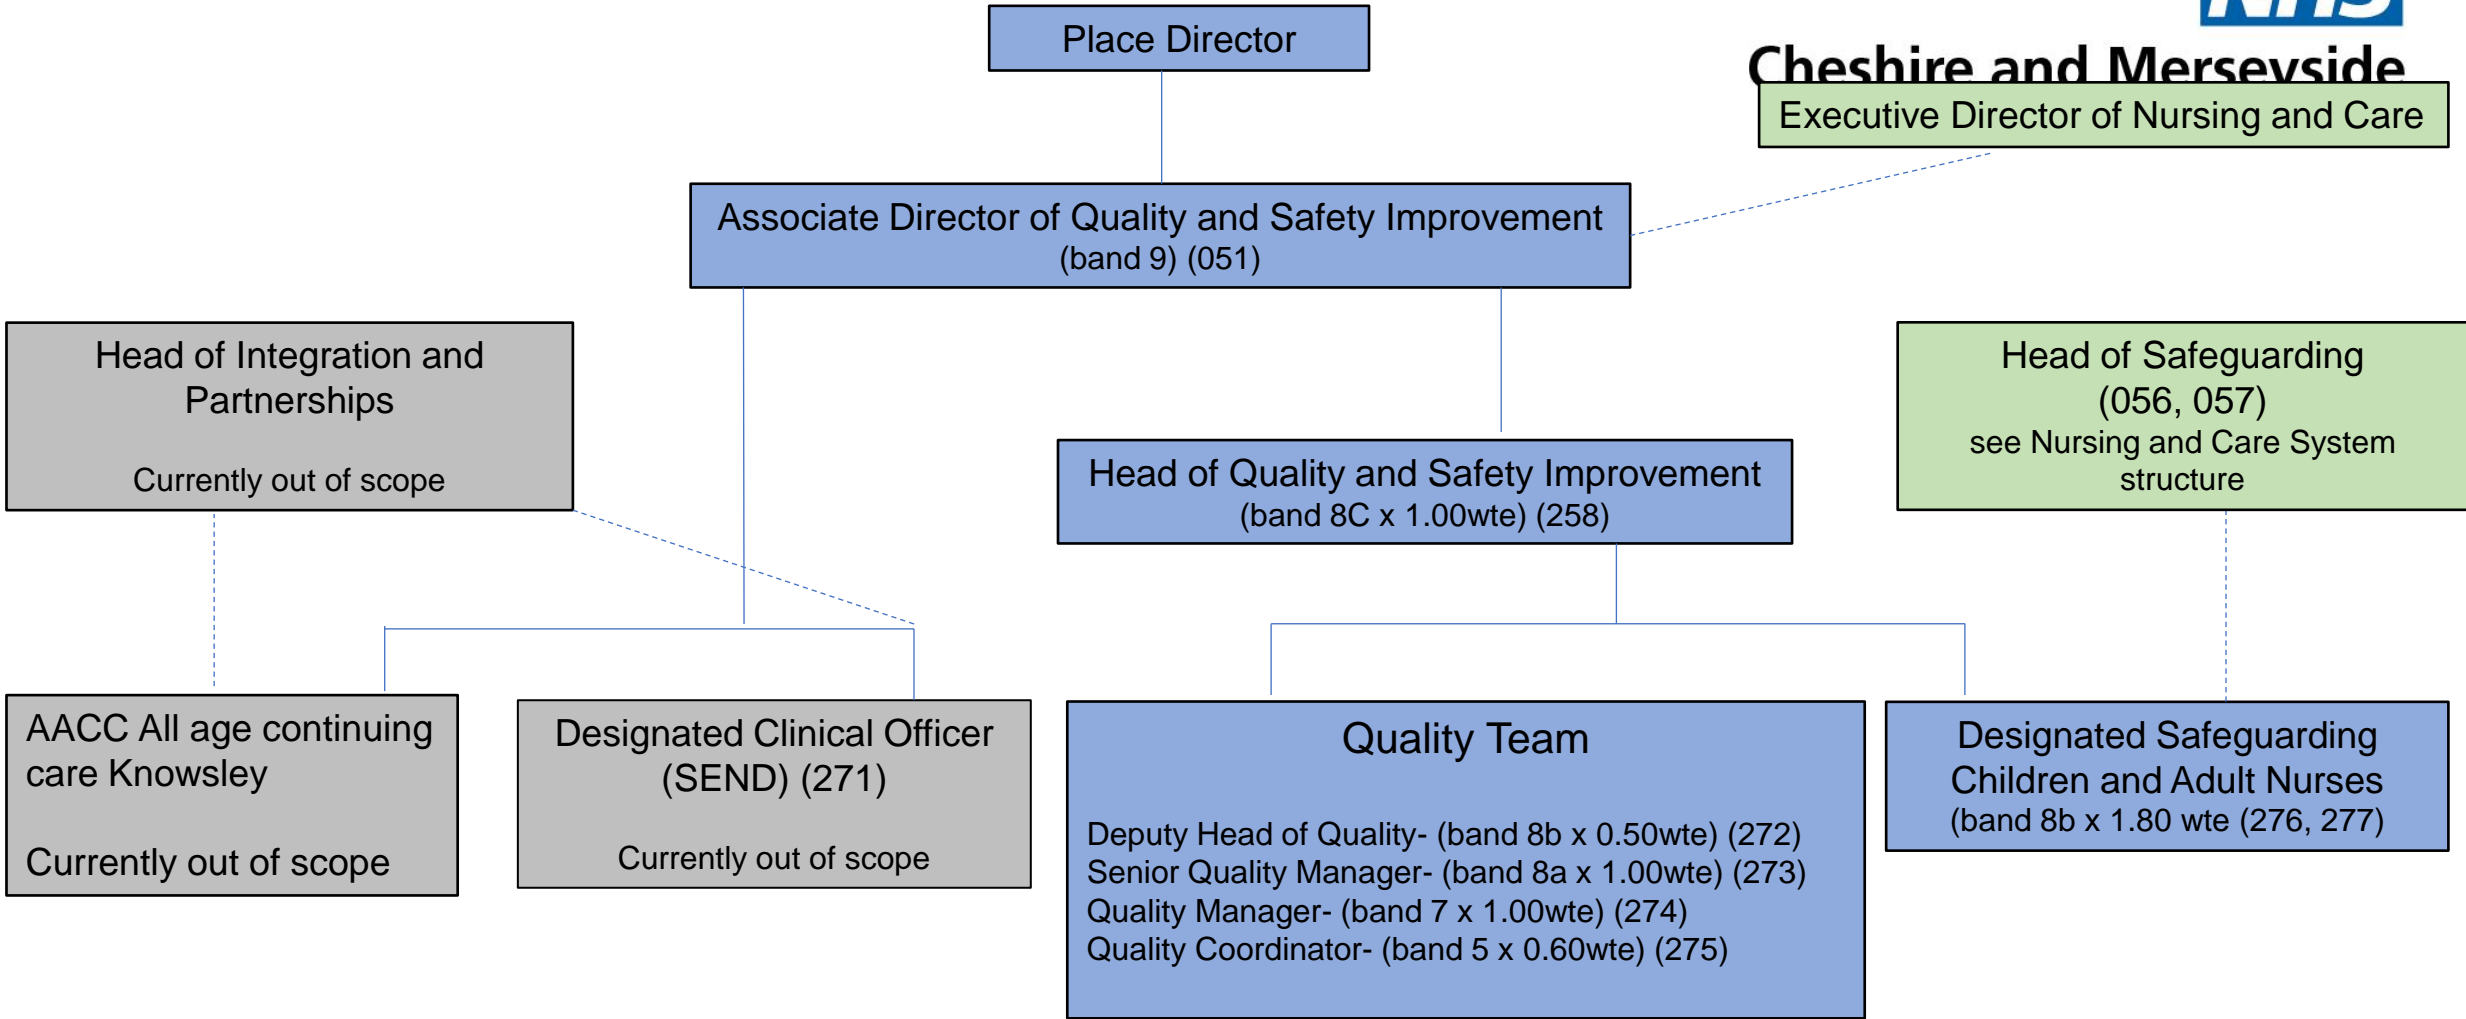 NHS
Place Director
Cheshire and Merseyside
Executive Director of Nursing and Care
Associate Director of Quality and Safety Improvement
(band 9) (051)
Head of Integration and
Partnerships
Currently out of scope
Head of Safeguarding
(056, 057)
see Nursing and Care System
structure
Head of Quality and Safety Improvement
(band 8C x 1.00wte) (258)
AACC All age continuing
care Knowsley
Currently out of scope
Designated Clinical Officer
(SEND) (271)
Currently out of scope
Quality Team
Deputy Head of Quality- (band 8b x 0.50wte) (272)
Senior Quality Manager- (band 8a x 1.00wte) (273)
Quality Manager- (band 7 x 1.00wte) (274)
Quality Coordinator- (band 5 x 0.60wte) (275)
Designated Safeguarding
Children and Adult Nurses
(band 8b x 1.80 wte (276, 277)